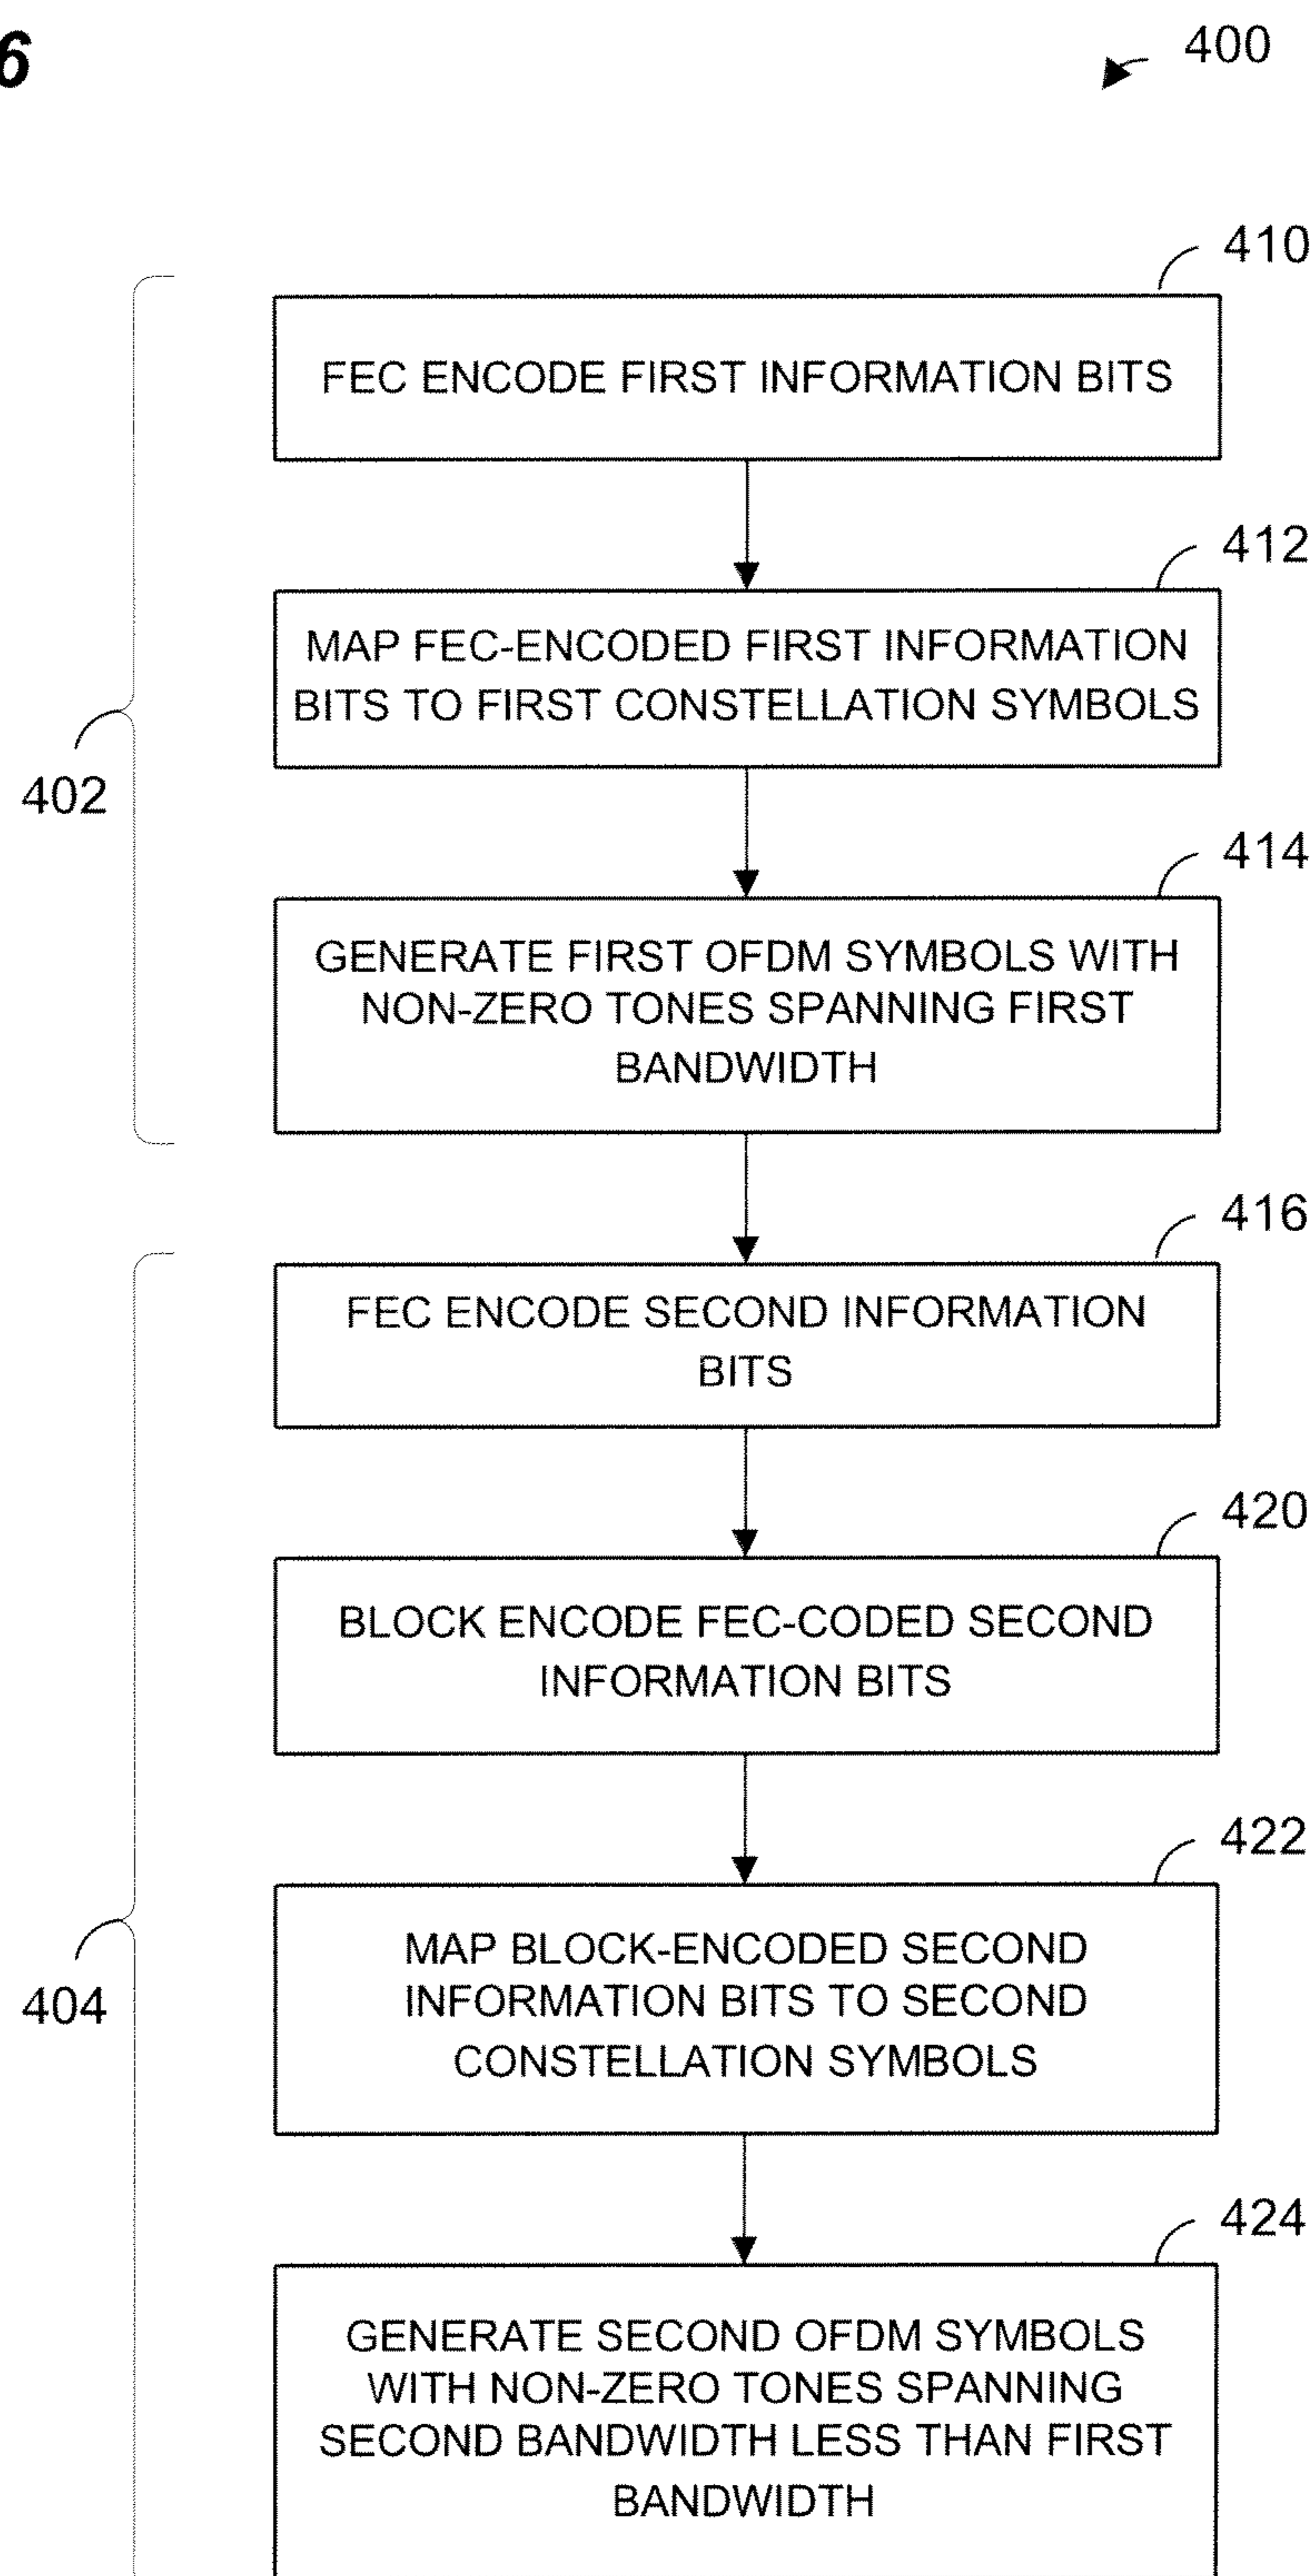 6
400
410
FEC ENCODE FIRST INFORMATION BITS
412
MAP FEC-ENCODED FIRST INFORMATION
BITS TO FIRST CONSTELLATION SYMBOLS
402
414
GENERATE FIRST OFDM SYMBOLS WITH
NON-ZERO TONES SPANNING FIRST
BANDWIDTH
416
FEC ENCODE SECOND INFORMATION
BITS
420
BLOCK ENCODE FEC-CODED SECOND
INFORMATION BITS
422
MAP BLOCK-ENCODED SECOND
INFORMATION BITS TO SECOND
CONSTELLATION SYMBOLS
404
424
GENERATE SECOND OFDM SYMBOLS
WITH NON-ZERO TONES SPANNING
SECOND BANDWIDTH LESS THAN FIRST
BANDWIDTH